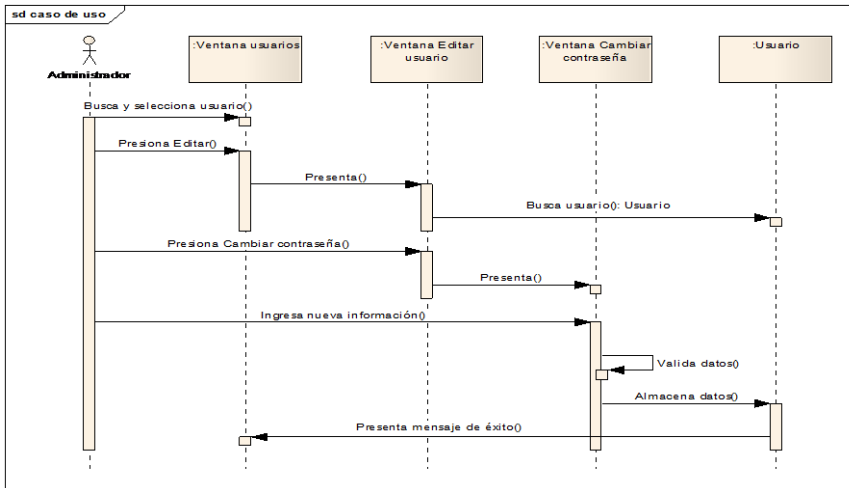 sd caso de uso
Administrador
:Ventana usuarios
:Ventana Editar
usuario
:Ventana Cambiar
contraseña
:Usuario
Busca y selecciona usuario()
Presiona Editar()
Presenta()
Busca usuario(): Usuario
Presiona Cambiar contraseña()
Presenta()
Ingresa nueva información()
Valida datos()
Almacena datos()
Presenta mensaje de éxito()